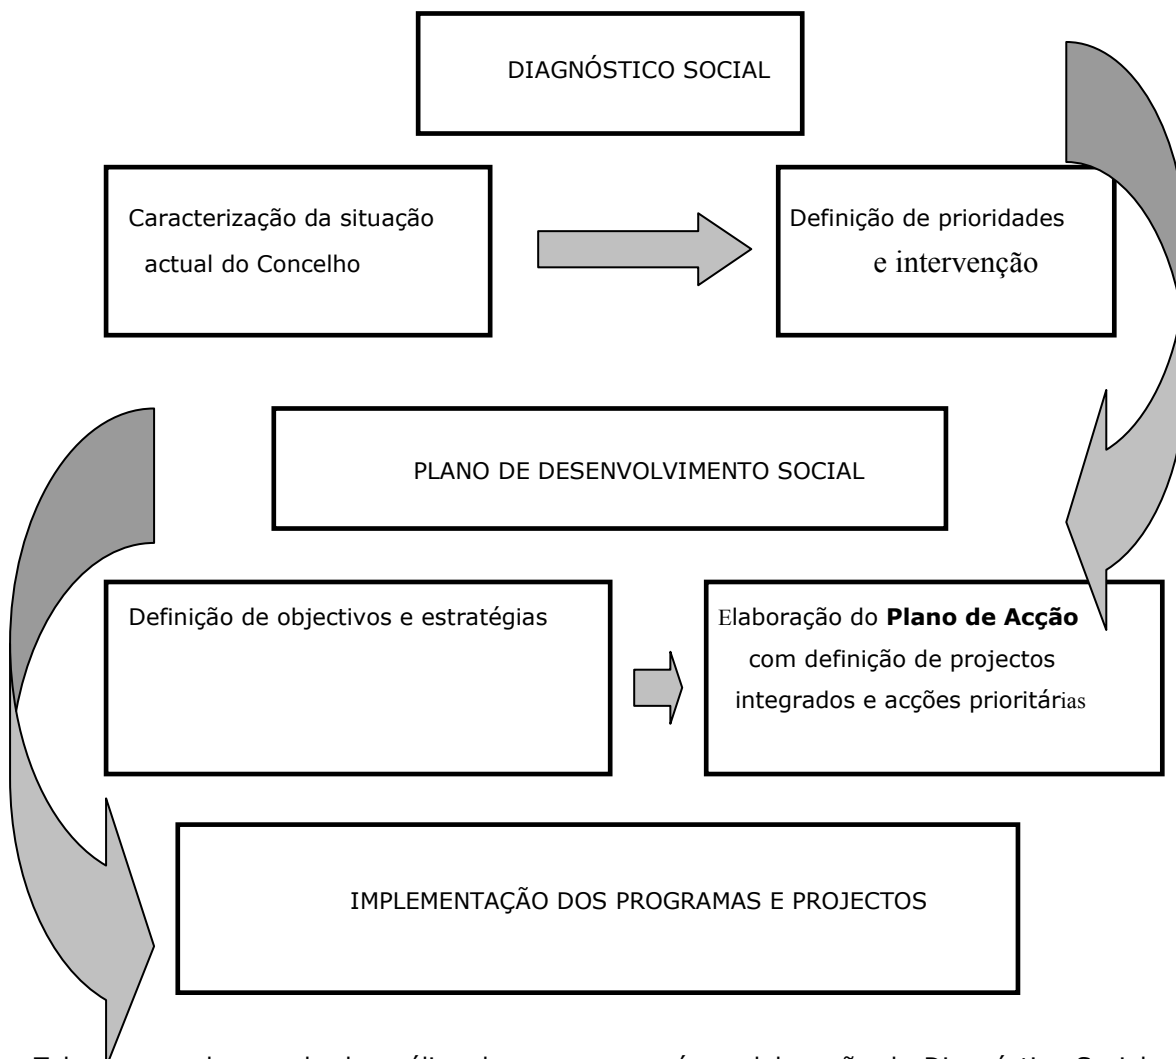 DIAGNÓSTICO SOCIAL
Caracterização da situação
actual do Concelho
Definição de prioridades
e intervenção
PLANO DE DESENVOLVIMENTO SOCIAL
Definição de objectivos e estratégias
Elaboração do Plano de Acção
com definição de projectos
integrados e acções prioritárias
IMPLEMENTAÇÃO DOS PROGRAMAS E PROJECTOS